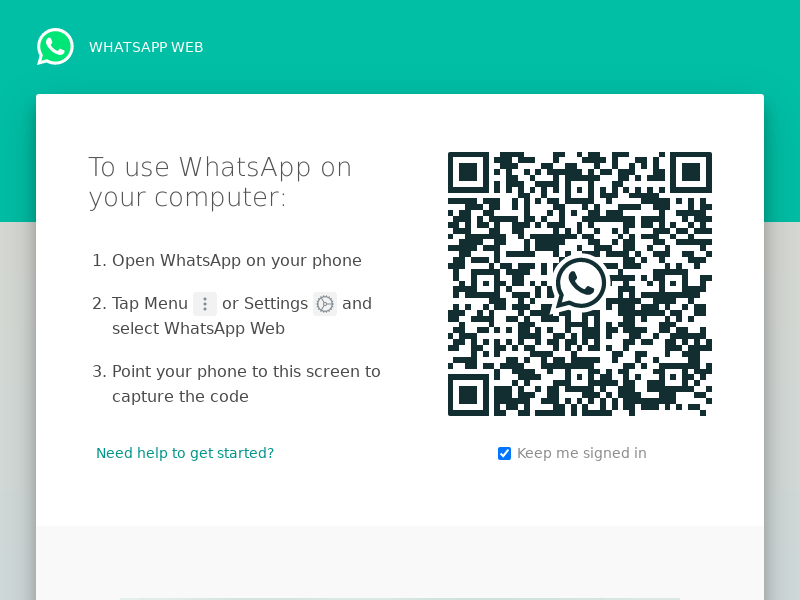 WHATSAPP WEB
To use WhatsApp on
your computer:
1. Open WhatsApp on your phone
2. Tap Menu or Settings and
select WhatsApp Web
3. Point your phone to this screen to
capture the code
Need help to get started?
Keep me signed in